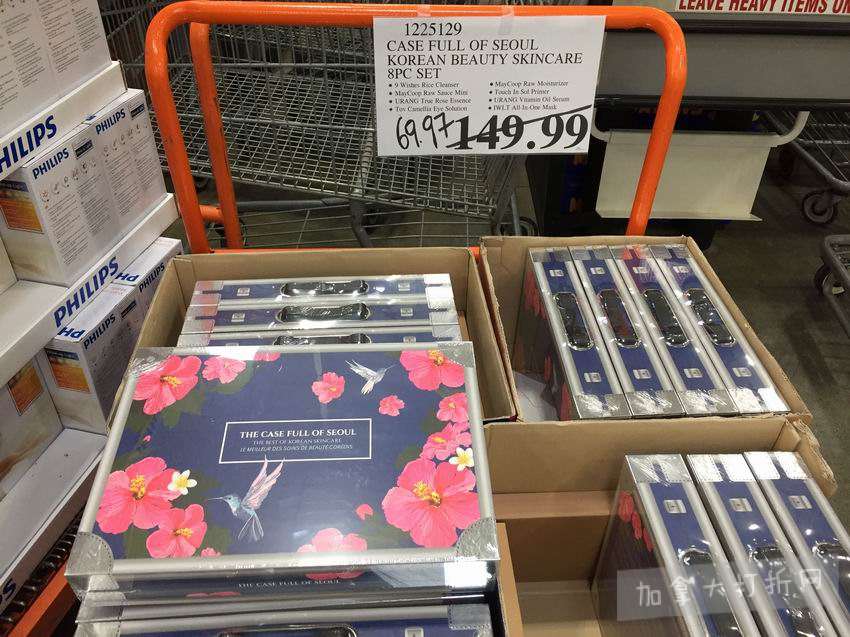 LEAVE HEAVY ITEMS ON
1225129
CASE FULL OF SEOUL
KOREAN BEAUTY SKINCARE
8PC SET
• 9 Wishes Rice Cleanser
• MayCoop Raw Sauce Mini
• URANG True Rose Essence
• Toy Camellia Eye Solution
• MayCoop Raw Moisturizer
• Touch In Sol Primer
• URANG Vitamin Oil Serum
• IWLT All-In-One Mask
69.97 149.99
PHILIPS
PHILIPS
PHILIPS
PHILIPS
PHILIPS
PHILIPS
THE CASE FULL OF SEOUL
THE BEST OF KOREAN SKINCARE
LE MEILLEUR DES SOINS DE BEAUTÉ CORÉENS
THE CASE FULL OF SEOUL
加拿大打折网